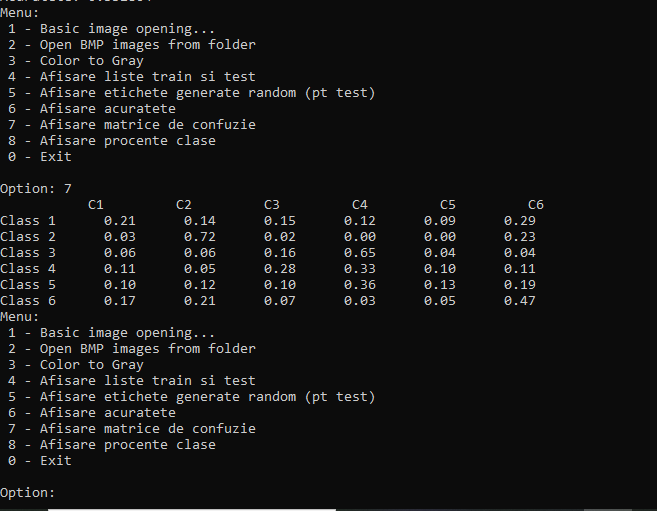 Menu:
1 - Basic image opening...
2 - Open BMP images from folder
3 - Color to Gray
4 - Afisare liste train si test
5 - Afisare etichete generate random (pt test)
6 - Afisare acuratete
7 - Afisare matrice de confuzie
8 - Afisare procente clase
0 - Exit
Option: 7
C1 C2 C3 C4 C5 C6
Class 1 0.21 0.14 0.15 0.12 0.09 0.29
Class 2 0.03 0.72 0.02 0.00 0.00 0.23
Class 3 0.06 0.06 0.16 0.65 0.04 0.04
Class 4 0.11 0.05 0.28 0.33 0.10 0.11
Class 5 0.10 0.12 0.10 0.36 0.13 0.19
Class 6 0.17 0.21 0.07 0.03 0.05 0.47
Menu:
1 - Basic image opening...
2 - Open BMP images from folder
3 - Color to Gray
4 - Afisare liste train si test
5 - Afisare etichete generate random (pt test)
6 - Afisare acuratete
7 - Afisare matrice de confuzie
8 - Afisare procente clase
0 - Exit
Option: